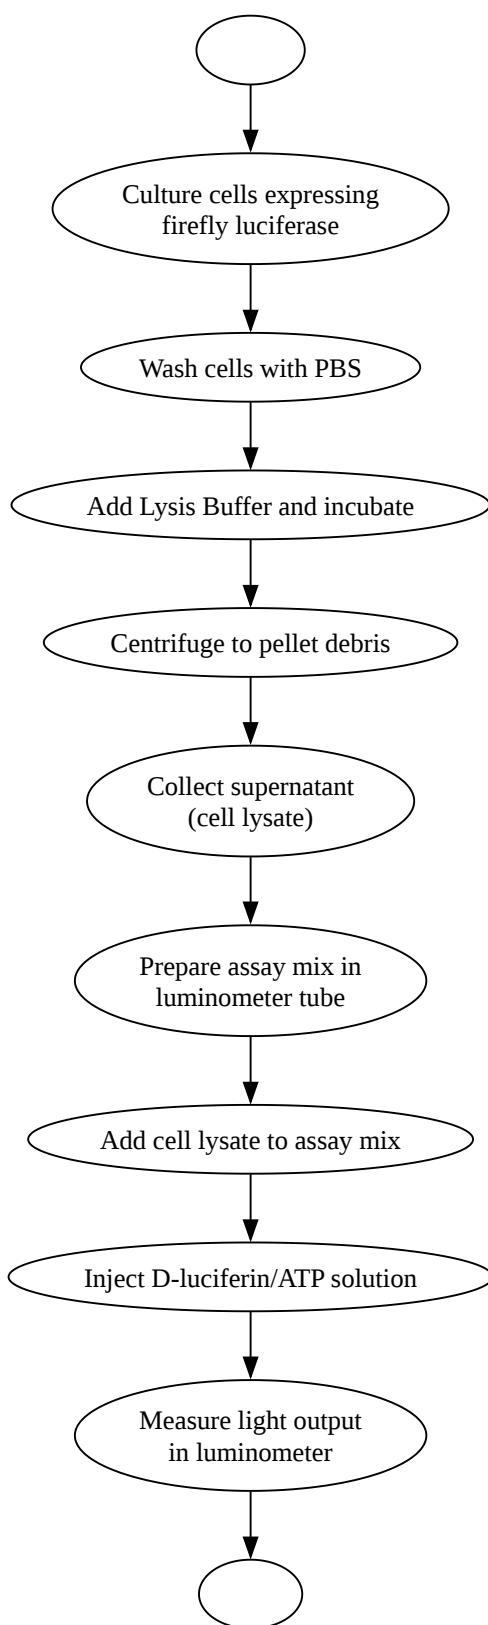 Culture cells expressing
firefly luciferase
Wash cells with PBS
Add Lysis Buffer and incubate
Centrifuge to pellet debris
Collect supernatant
(cell lysate)
Prepare assay mix in
luminometer tube
Add cell lysate to assay mix
Inject D-luciferin/ATP solution
Measure light output
in luminometer